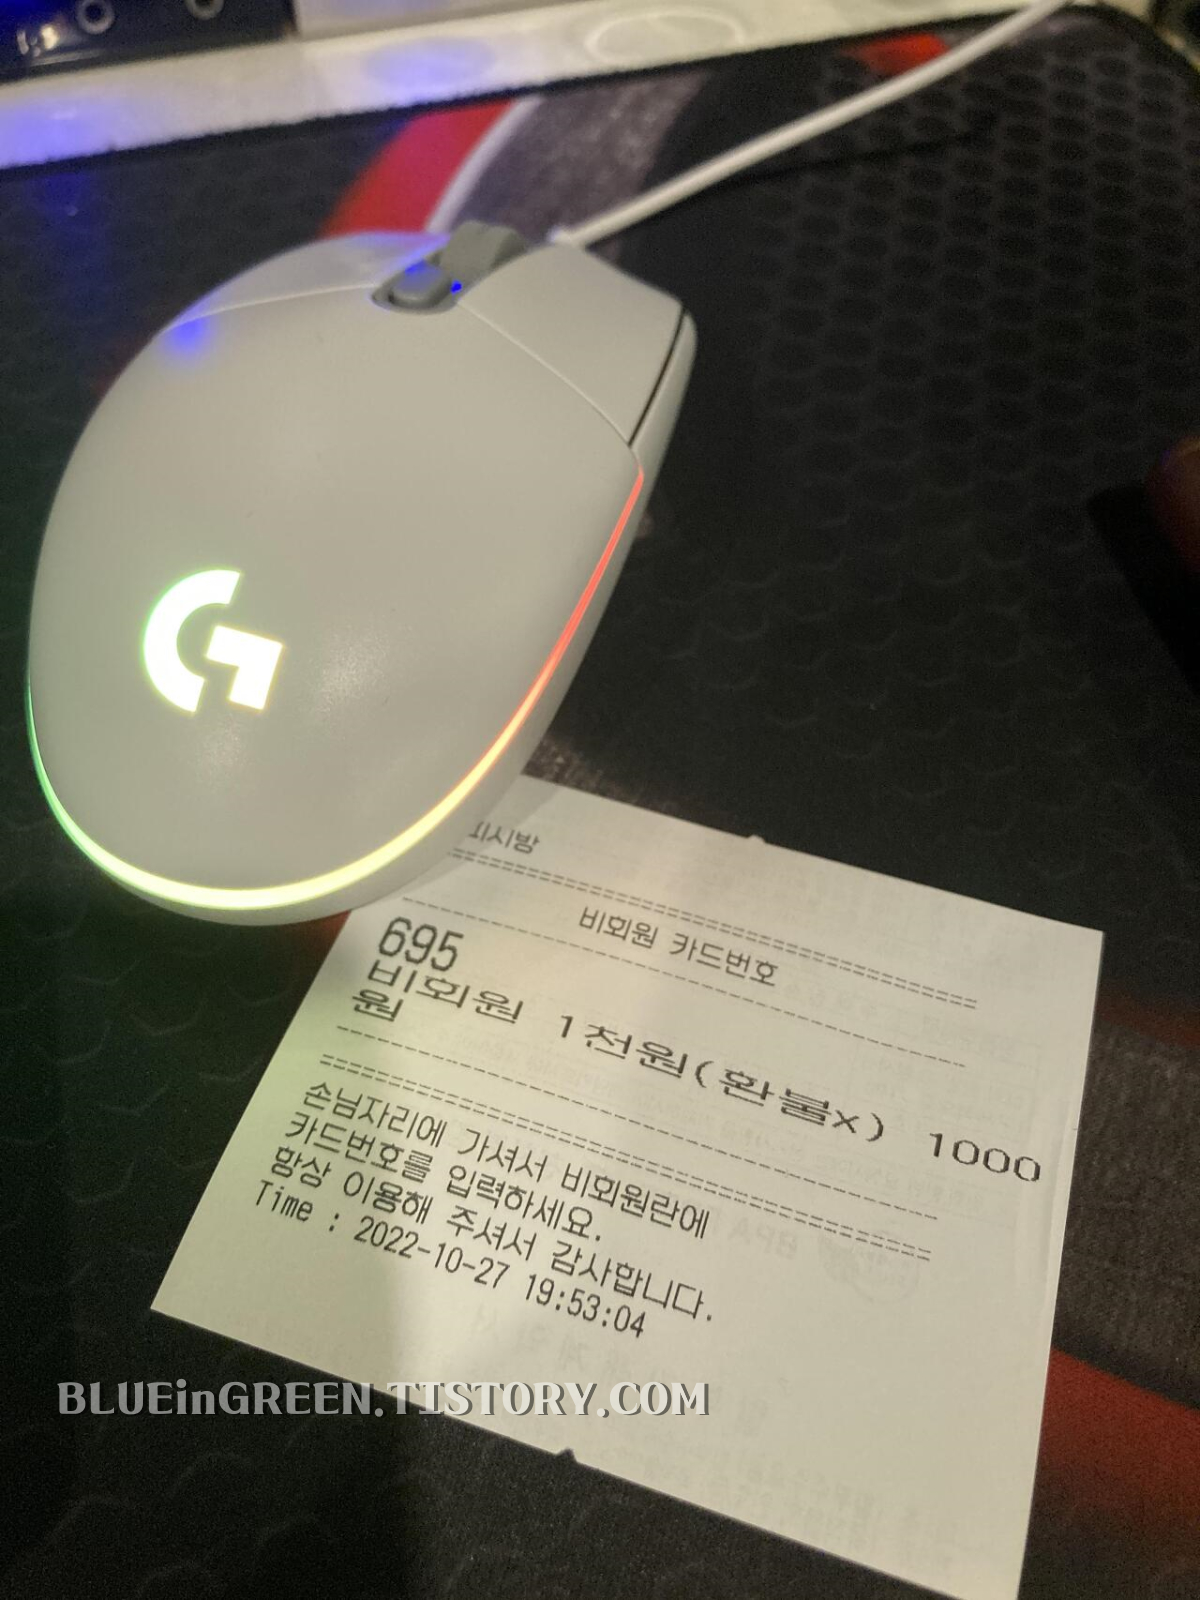 피시방
비회원 카드번호
695
비회원 1천원(환불x) 1000
원
손님자리에 가셔서 비회원란에
카드번호를 입력하세요.
항상 이용해 주셔서 감사합니다.
Time : 2022-10-27 19:53:04
BLUEinGREEN.TISTORY.COM